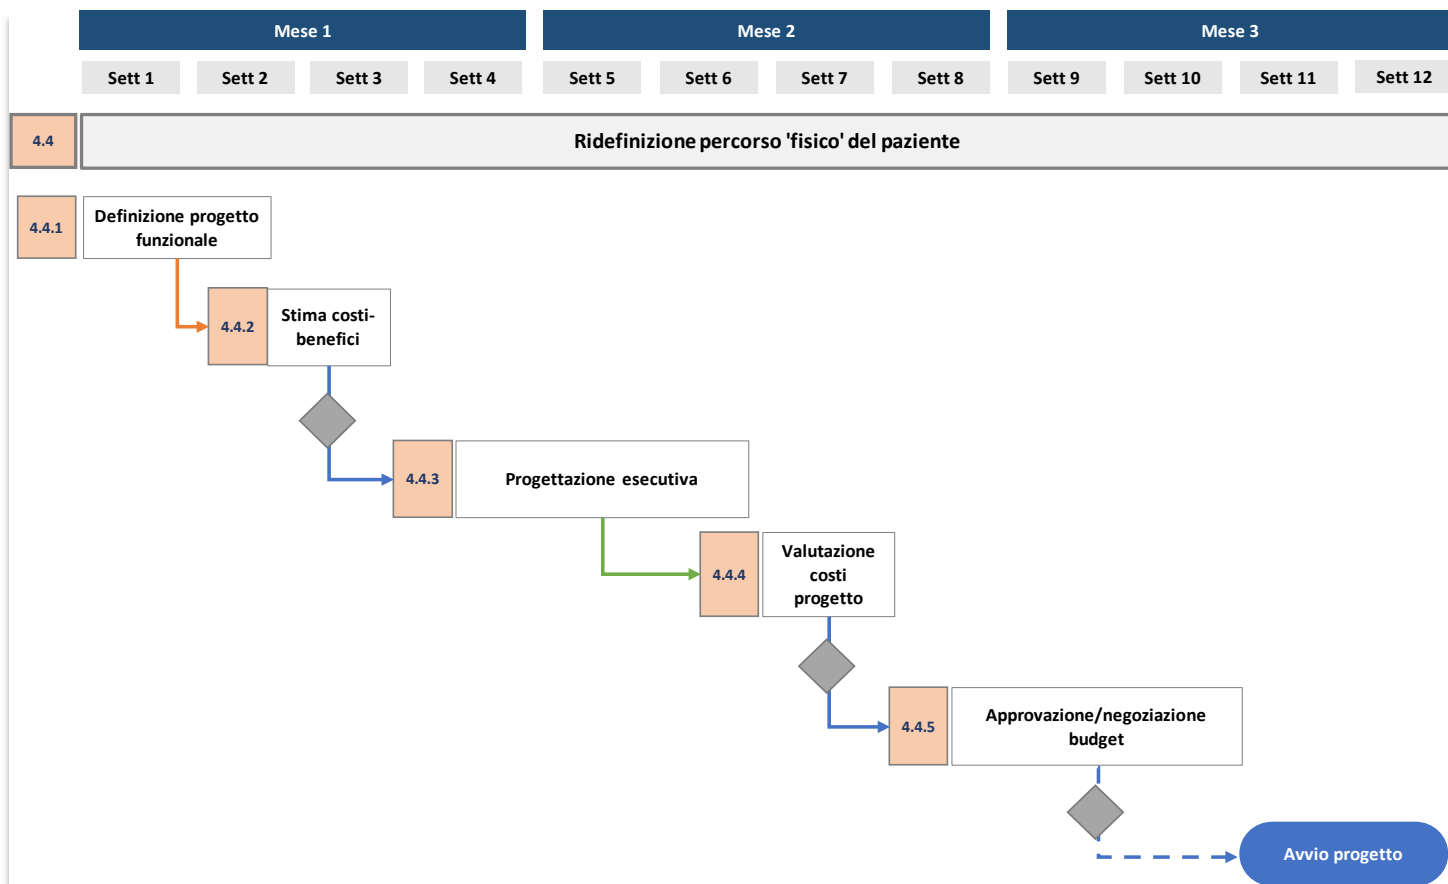 Mese 1
Mese 2
Mese 3
Sett 1
Sett 2
Sett 3
Sett 4
Sett 5
Sett 6
Sett 7
Sett 8
Sett 9
Sett 10
Sett 11
Sett 12
4.4
Ridefinizione percorso 'fisico' del paziente
4.4.1
Definizione progetto
funzionale
4.4.2
Stima costi-
benefici
4.4.3
Progettazione esecutiva
4.4.4
Valutazione
costi
progetto
4.4.5
Approvazione/negoziazione
budget
Avvio progetto